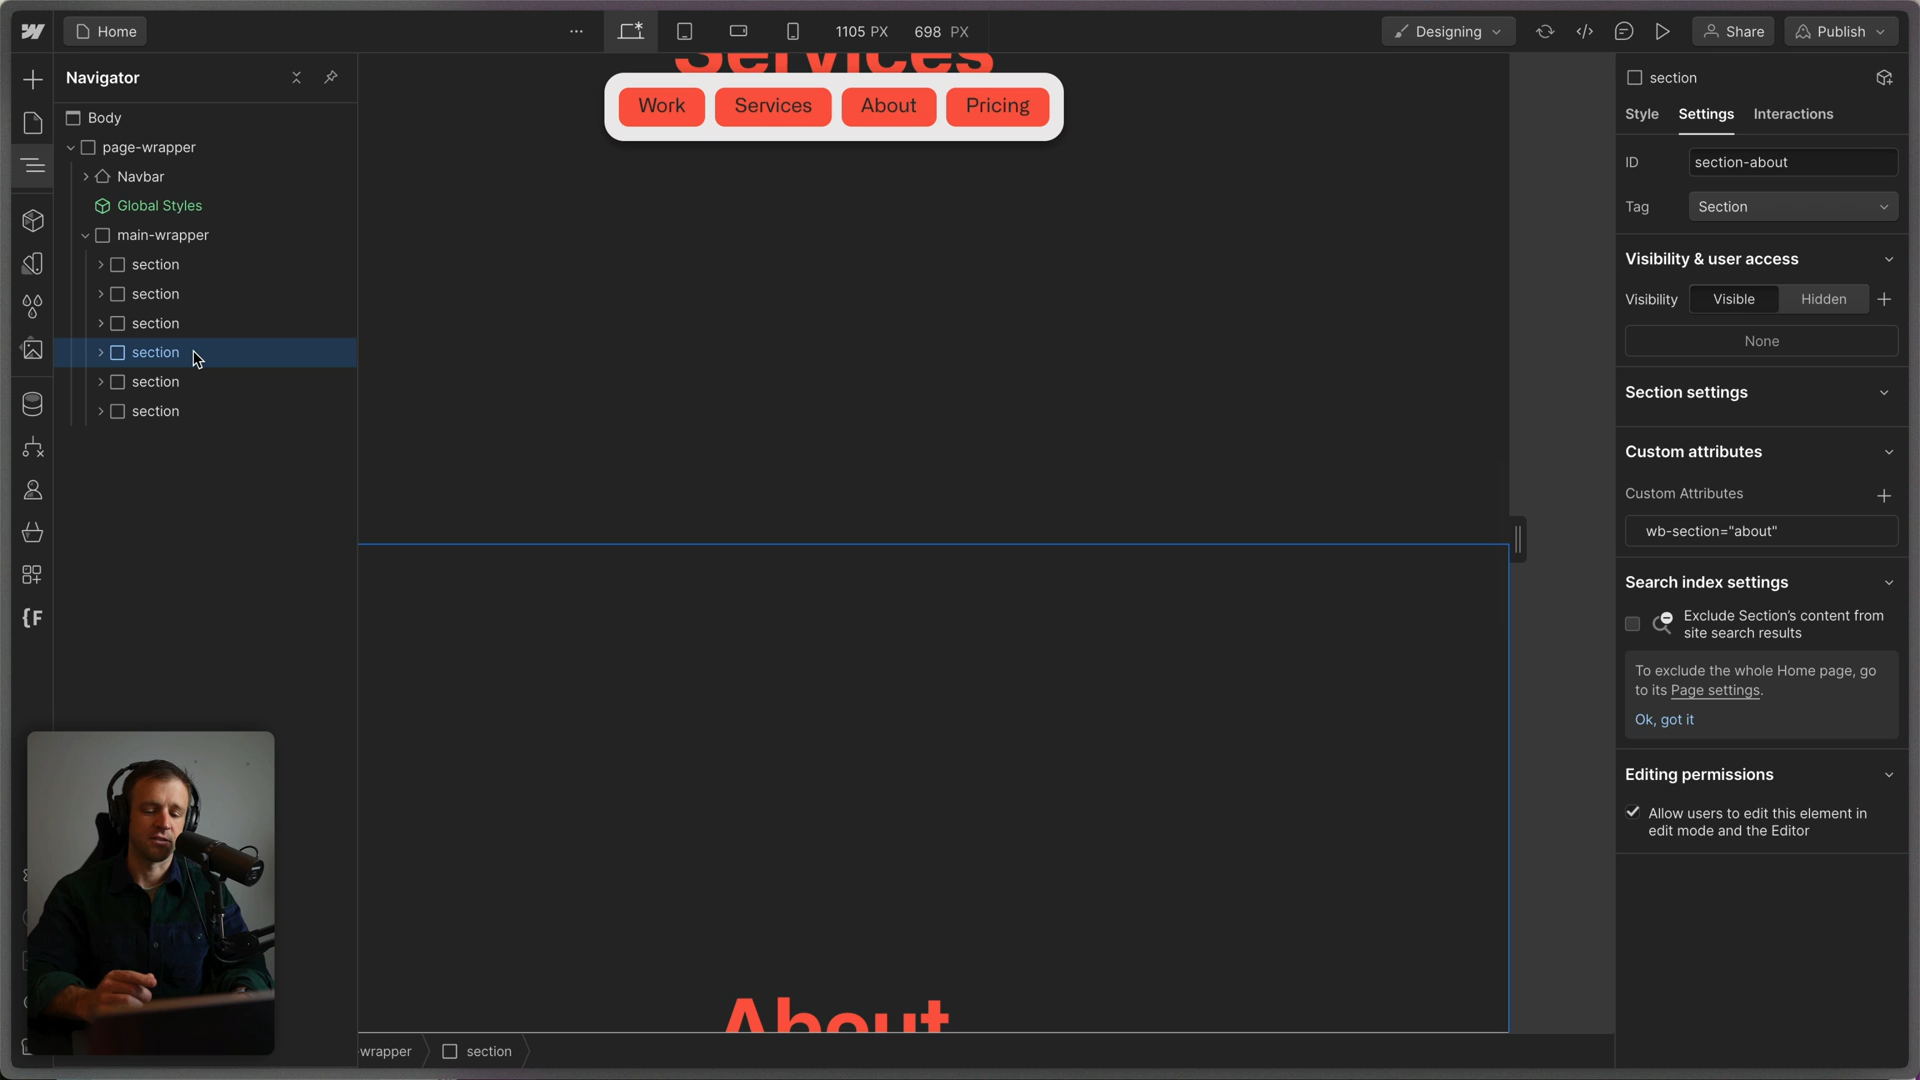 Home
1105 PX 698 PX
Designing
Share
Publish
Navigator
Body
page-wrapper
Navbar
Global Styles
main-wrapper
section
section
section
section
section
section
{F
Services
Work
Services
About
Pricing
About
wrapper
section
section
Style
Settings
Interactions
ID
section-about
Tag
Section
Visibility & user access
Visibility
Visible
Hidden
None
Section settings
Custom attributes
Custom Attributes
wb-section="about"
Search index settings
Exclude Section's content from
site search results
To exclude the whole Home page, go
to its Page settings.
Ok, got it
Editing permissions
Allow users to edit this element in
edit mode and the Editor